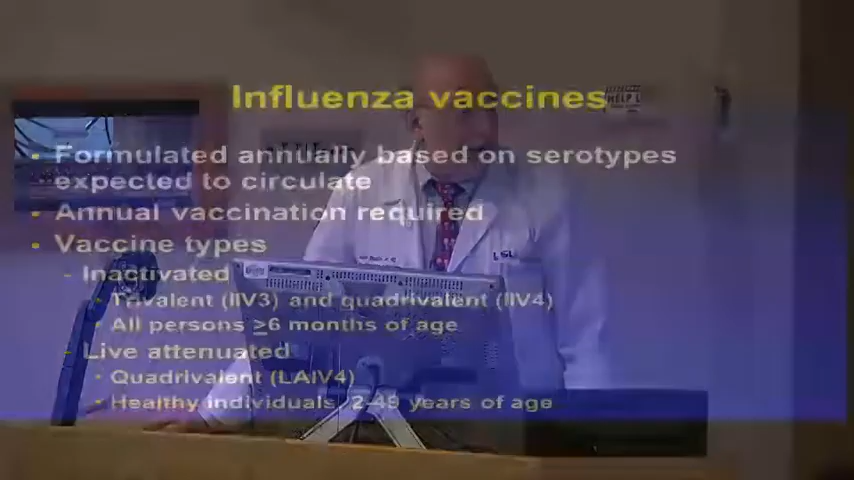 Influenza vaccines
HELP L
• Formulated annually based on serotypes
expected to circulate
• Annual vaccination required
• Vaccine types
- Inactivated
• Trivalent (IIV3) and quadrivalent (IIV4)
• All persons ≥6 months of age
- Live attenuated
• Quadrivalent (LAIV4)
• Healthy individuals 2-49 years of age
LSU